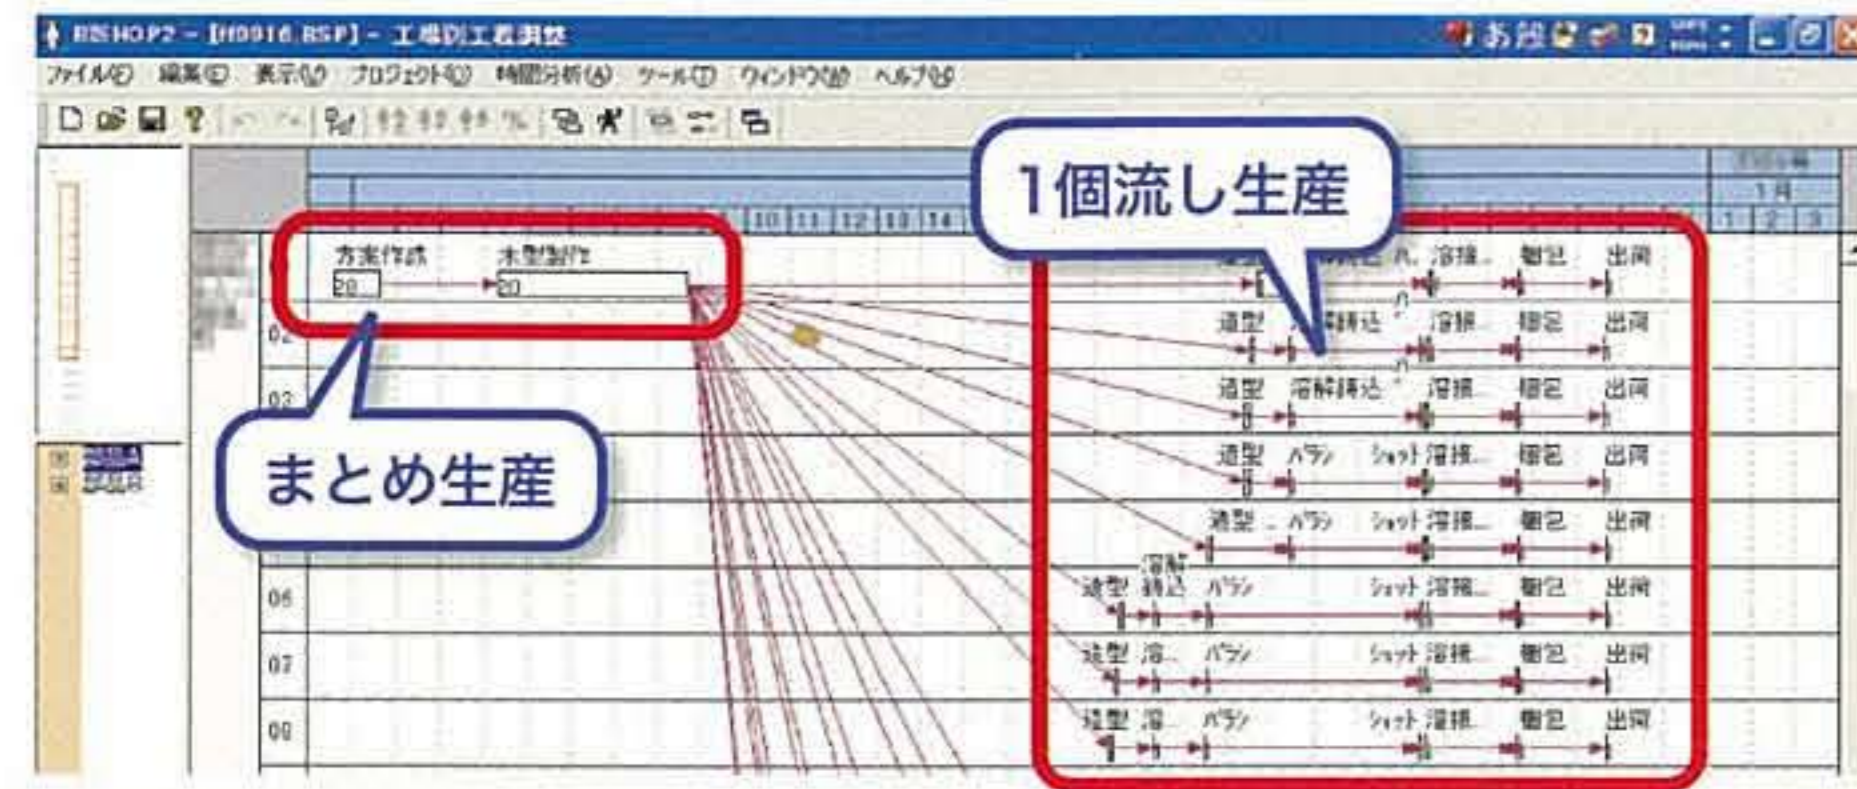 BISHOP2 - [H0916.BSP] - 工場別工着調整
ファイル(F) 編集(E) 表示(V) プロジェクト(Q) 時間分析(A) ツール(T) ウィンドウ(W) ヘルプ(H)
1個流し生産
1月
10 11 12 13 14
1 2 3
方案作成 木型製作
溶接... 梱包 出荷
20 20
造型 溶接... 梱包 出荷
02
造型 溶解鋳込 溶接... 梱包 出荷
03
まとめ生産
造型 バラシ ショット 溶接... 梱包 出荷
造型 ... バラシ ショット 溶接... 梱包 出荷
溶解
造型 鋳込 バラシ ショット 溶接... 梱包 出荷
06
造型 溶... バラシ ショット 溶接... 梱包 出荷
07
造型 溶... バラシ ショット 溶接... 梱包 出荷
08